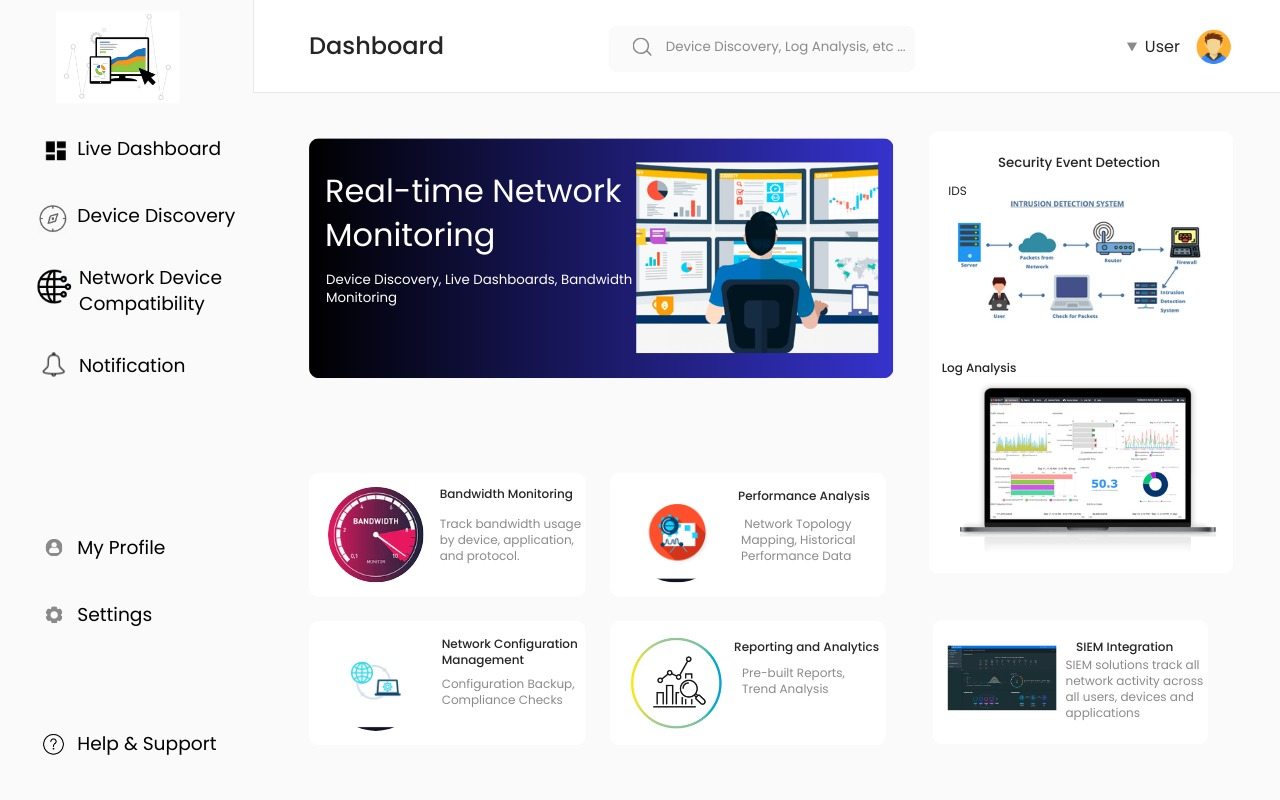 Dashboard
Device Discovery, Log Analysis, etc ...
User
Live Dashboard
Device Discovery
Network Device
Compatibility
Notification
My Profile
Settings
Help & Support
Real-time Network
Monitoring
Device Discovery, Live Dashboards, Bandwidth
Monitoring
Security Event Detection
IDS
INTRUSION DETECTION SYSTEM
Server
Packets from
Network
Router
Firewall
User
Check for Packets
Intrusion
Detection
System
Log Analysis
50.3
BANDWIDTH
MONITOR
Bandwidth Monitoring
Track bandwidth usage
by device, application,
and protocol.
Performance Analysis
Network Topology
Mapping, Historical
Performance Data
Network Configuration
Management
Configuration Backup,
Compliance Checks
Reporting and Analytics
Pre-built Reports,
Trend Analysis
SIEM Integration
SIEM solutions track all
network activity across
all users, devices and
applications